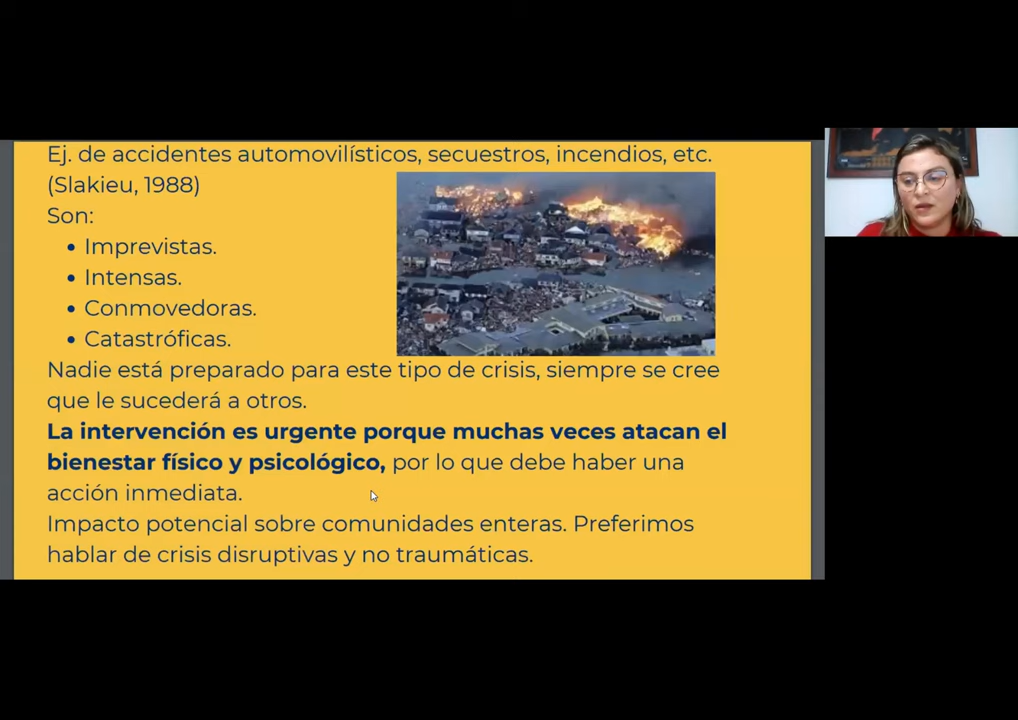 Ej. de accidentes automovilísticos, secuestros, incendios, etc.
(Slakieu, 1988)
Son:
• Imprevistas.
• Intensas.
• Conmovedoras.
• Catastróficas.
Nadie está preparado para este tipo de crisis, siempre se cree
que le sucederá a otros.
La intervención es urgente porque muchas veces atacan el
bienestar físico y psicológico, por lo que debe haber una
acción inmediata.
Impacto potencial sobre comunidades enteras. Preferimos
hablar de crisis disruptivas y no traumáticas.